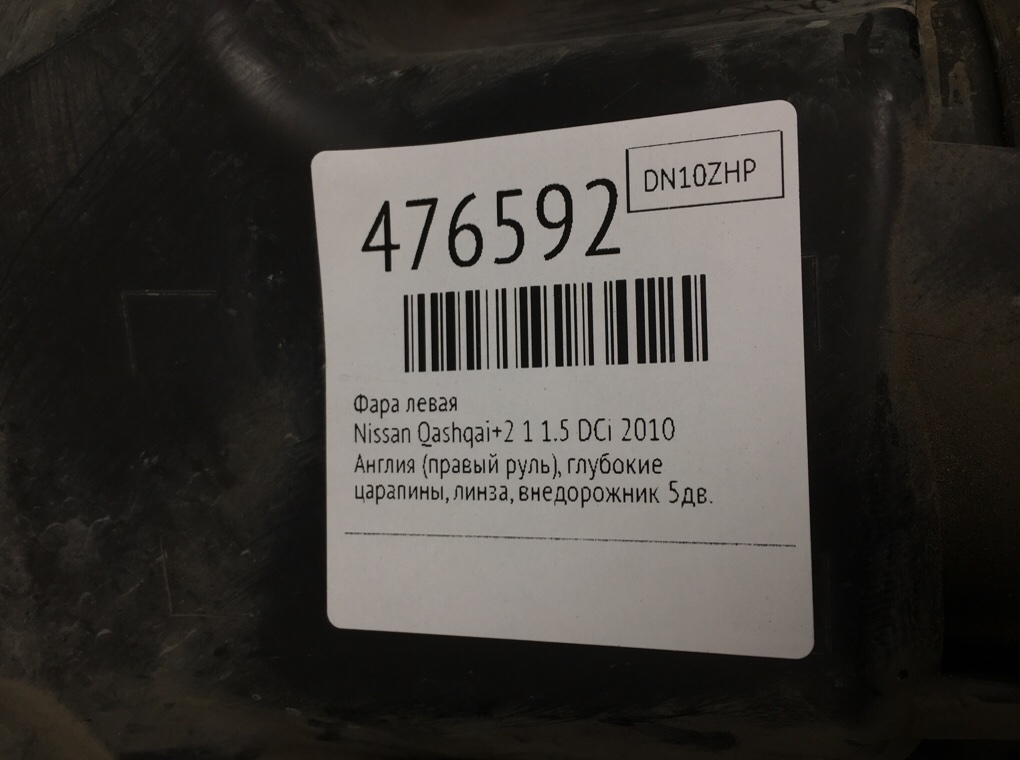 DN10ZHP
476592
Фара левая
Nissan Qashqai+2 1 1.5 DCi 2010
Англия (правый руль), глубокие
царапины, линза, внедорожник 5дв.